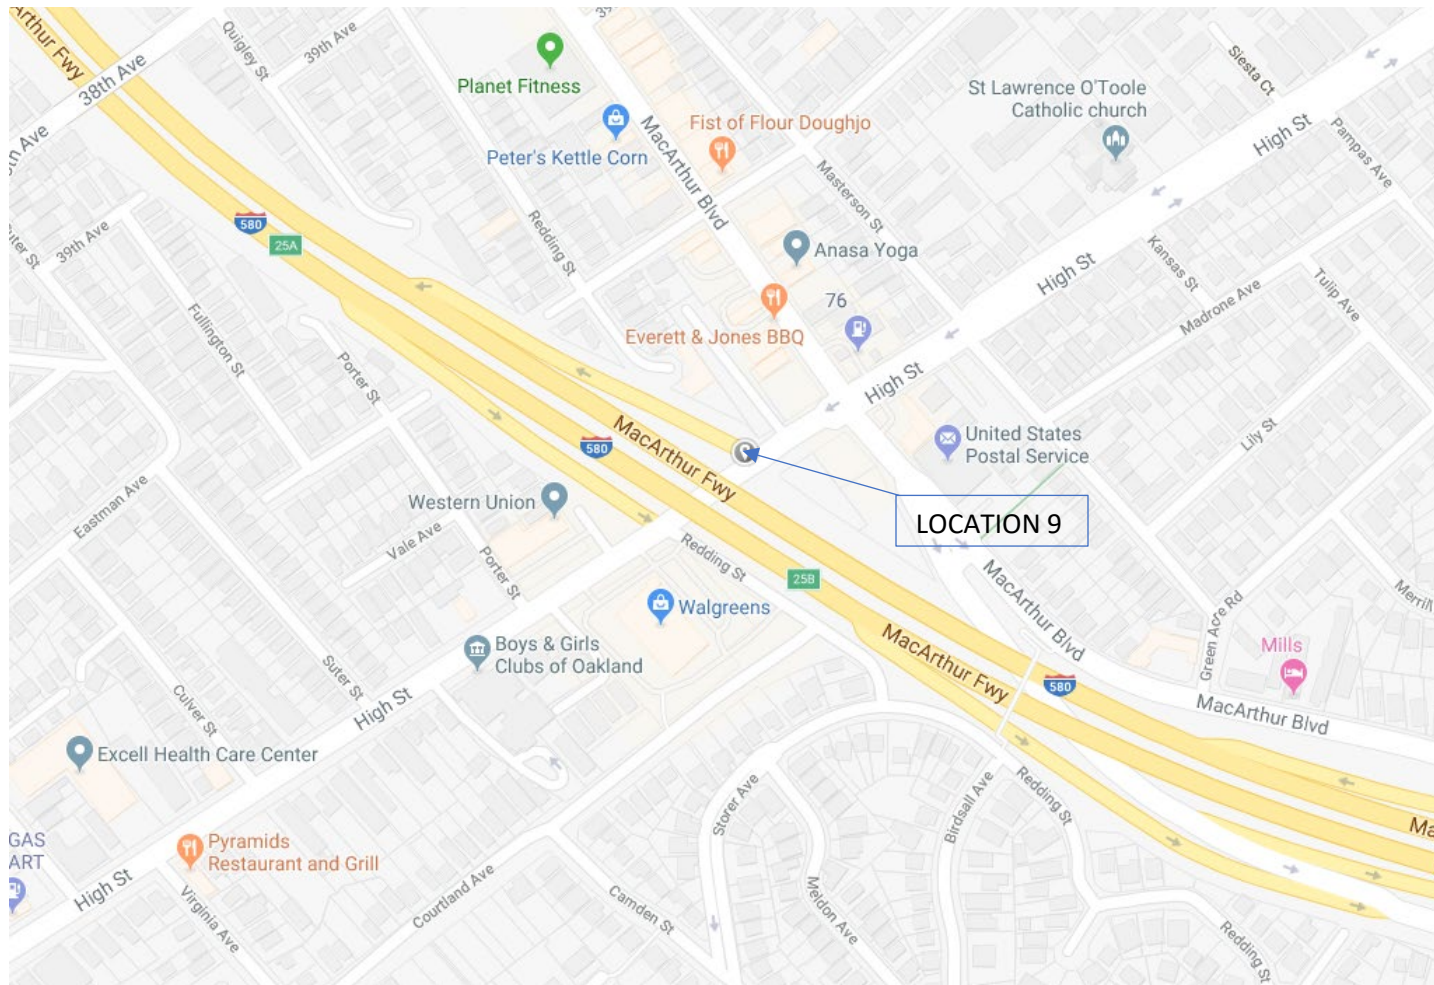 Arthur Fwy
38th Ave
Quigley St
39th Ave
Planet Fitness
Peter's Kettle Corn
MacArthur Blvd
Fist of Flour Doughjo
St Lawrence O'Toole
Catholic church
Siesta Ct
High St
Pampas Ave
Masterson St
39th Ave
580
25A
Redding St
Anasa Yoga
High St
Kansas St
Madrone Ave
Tulip Ave
76
Everett & Jones BBQ
Fullington St
Porter St
High St
MacArthur Fwy
580
United States
Postal Service
Lily St
Western Union
Eastman Ave
Vale Ave
LOCATION 9
Redding St
Porter St
25B
Walgreens
MacArthur Blvd
Green Acre Rd
Merrill
Boys & Girls
Clubs of Oakland
MacArthur Fwy
580
Mills
MacArthur Blvd
Suter St
Culver St
High St
Excell Health Care Center
Storer Ave
Birdsall Ave
Redding St
GAS
ART
Pyramids
Restaurant and Grill
High St
Virginia Ave
Courtland Ave
Camden St
Meldon Ave
Redding St